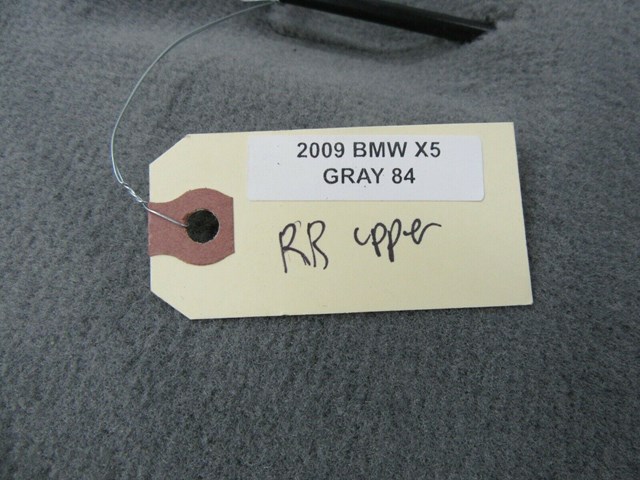 2009 BMW X5
GRAY 84
RR upper